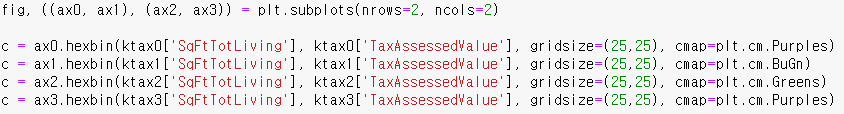 fig, ((ax0, ax1), (ax2, ax3)) = plt.subplots(nrows=2, ncols=2)
c = ax0.hexbin(ktax0['SqFtTotLiving'], ktax0['TaxAssessedValue'], gridsize=(25,25), cmap=plt.cm.Purples)
c = ax1.hexbin(ktax1['SqFtTotLiving'], ktax1['TaxAssessedValue'], gridsize=(25,25), cmap=plt.cm.BuGn)
c = ax2.hexbin(ktax2['SqFtTotLiving'], ktax2['TaxAssessedValue'], gridsize=(25,25), cmap=plt.cm.Greens)
c = ax3.hexbin(ktax3['SqFtTotLiving'], ktax3['TaxAssessedValue'], gridsize=(25,25), cmap=plt.cm.Purples)